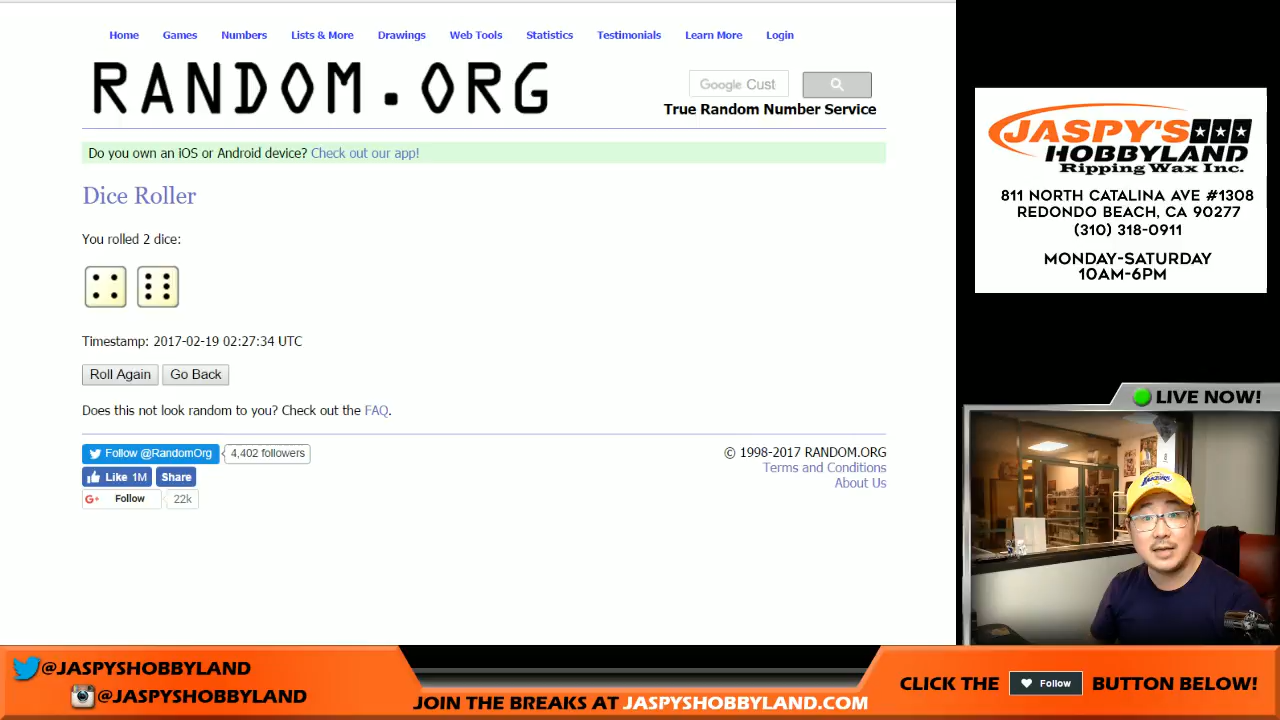 Home Games Numbers Lists & More Drawings Web Tools Statistics Testimonials Learn More Login
RANDOM.ORG
Google Cust
True Random Number Service
Do you own an iOS or Android device? Check out our app!
Dice Roller
You rolled 2 dice:
Timestamp: 2017-02-19 02:27:34 UTC
Roll Again Go Back
Does this not look random to you? Check out the FAQ.
Follow @RandomOrg 4,402 followers
Like 1M Share
G+ Follow 22k
© 1998-2017 RANDOM.ORG
Terms and Conditions
About Us
JASPY'S
HOBBYLAND
Ripping Wax Inc.
811 NORTH CATALINA AVE #1308
REDONDO BEACH, CA 90277
(310) 318-0911
MONDAY-SATURDAY
10AM-6PM
LIVE NOW!
LAKERS
@JASPYSHOBBYLAND
@JASPYSHOBBYLAND
JOIN THE BREAKS AT JASPYSHOBBYLAND.COM
CLICK THE Follow BUTTON BELOW!